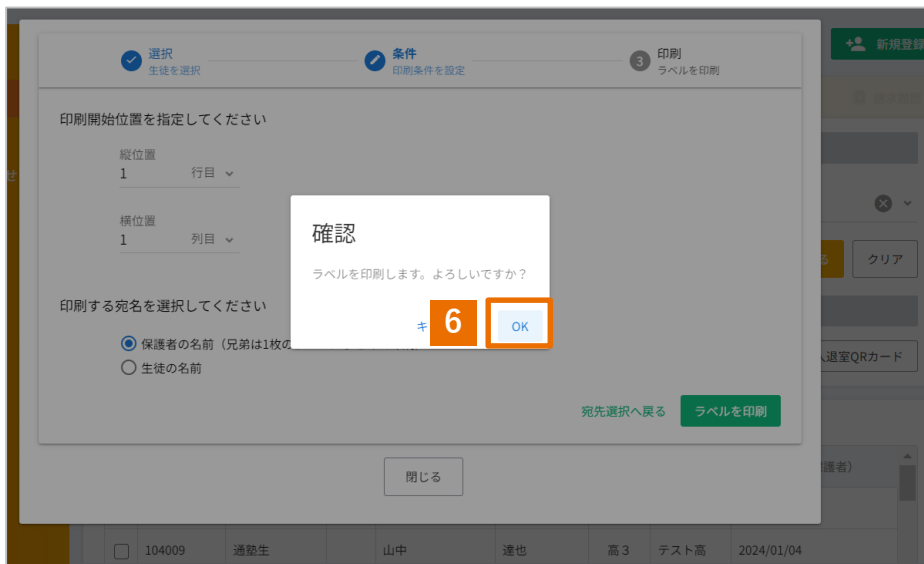 選択
生徒を選択
条件
印刷条件を設定
3
印刷
ラベルを印刷
新規登録
印刷開始位置を指定してください
縦位置
1 行目
せ
横位置
1 列目
確認
ラベルを印刷します。よろしいですか？
キ
6
OK
る
クリア
印刷する宛名を選択してください
保護者の名前（兄弟は1枚の
生徒の名前
退室QRカード
宛先選択へ戻る
ラベルを印刷
護者）
閉じる
104009 通塾生 山中 達也 高3 テスト高 2024/01/04